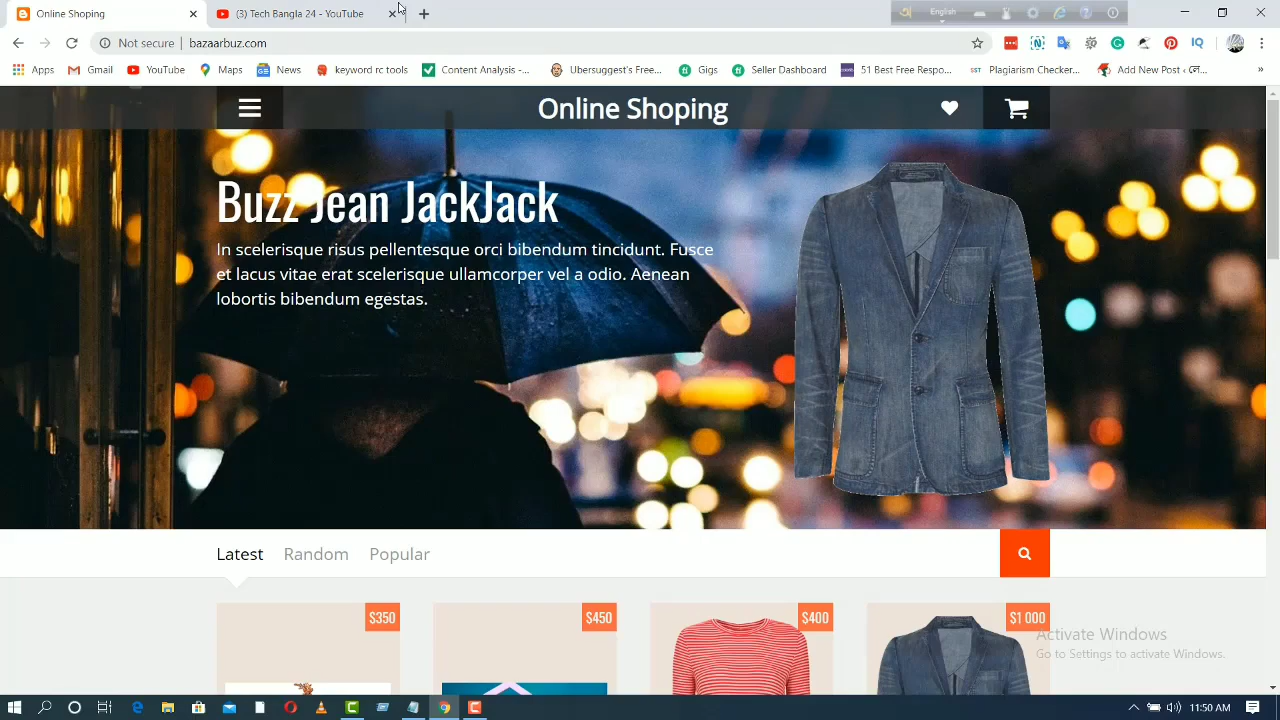 Online Shoping
(3) Tech Bangla 24 - YouTube
English
Not secure
bazaarbuz.com
IQ
Apps
Gmail
YouTube
Maps
News
keyword rc tool
Content Analysis -...
Ubersuggest's Free...
Gigs
Seller Dashboard
51 Best Free Respo...
SST
Plagiarism Checker...
Add New Post ‹
Online Shoping
Buzz Jean JackJack
In scelerisque risus pellentesque orci bibendum tincidunt. Fusce
et lacus vitae erat scelerisque ullamcorper vel a odio. Aenean
lobortis bibendum egestas.
Latest
Random
Popular
$350
$450
$400
$1 000
Activate Windows
Go to Settings to activate Windows.
11:50 AM